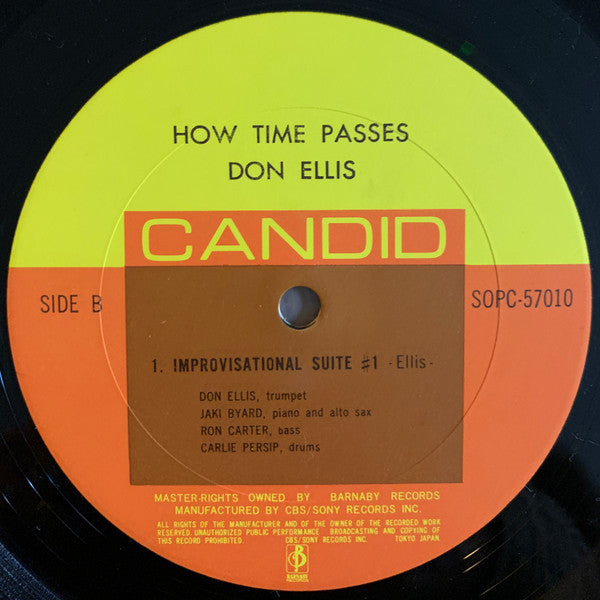 HOW TIME PASSES
DON ELLIS
CANDID
SIDE B
SOPC-57010
1. IMPROVISATIONAL SUITE #1 -Ellis-
DON ELLIS, trumpet
JAKI BYARD, piano and alto sax
RON CARTER, bass
CARLIE PERSIP, drums
MASTER-RIGHTS OWNED BY BARNABY RECORDS
MANUFACTURED BY CBS/SONY RECORDS INC.
ALL RIGHTS OF THE MANUFACTURER AND OF THE OWNER OF THE RECORDED WORK
RESERVED. UNAUTHORIZED PUBLIC PERFORMANCE BROADCASTING AND COPYING OF
THIS RECORD PROHIBITED. CBS/SONY RECORDS INC. TOKYO JAPAN.
BARNABY
RECORDS